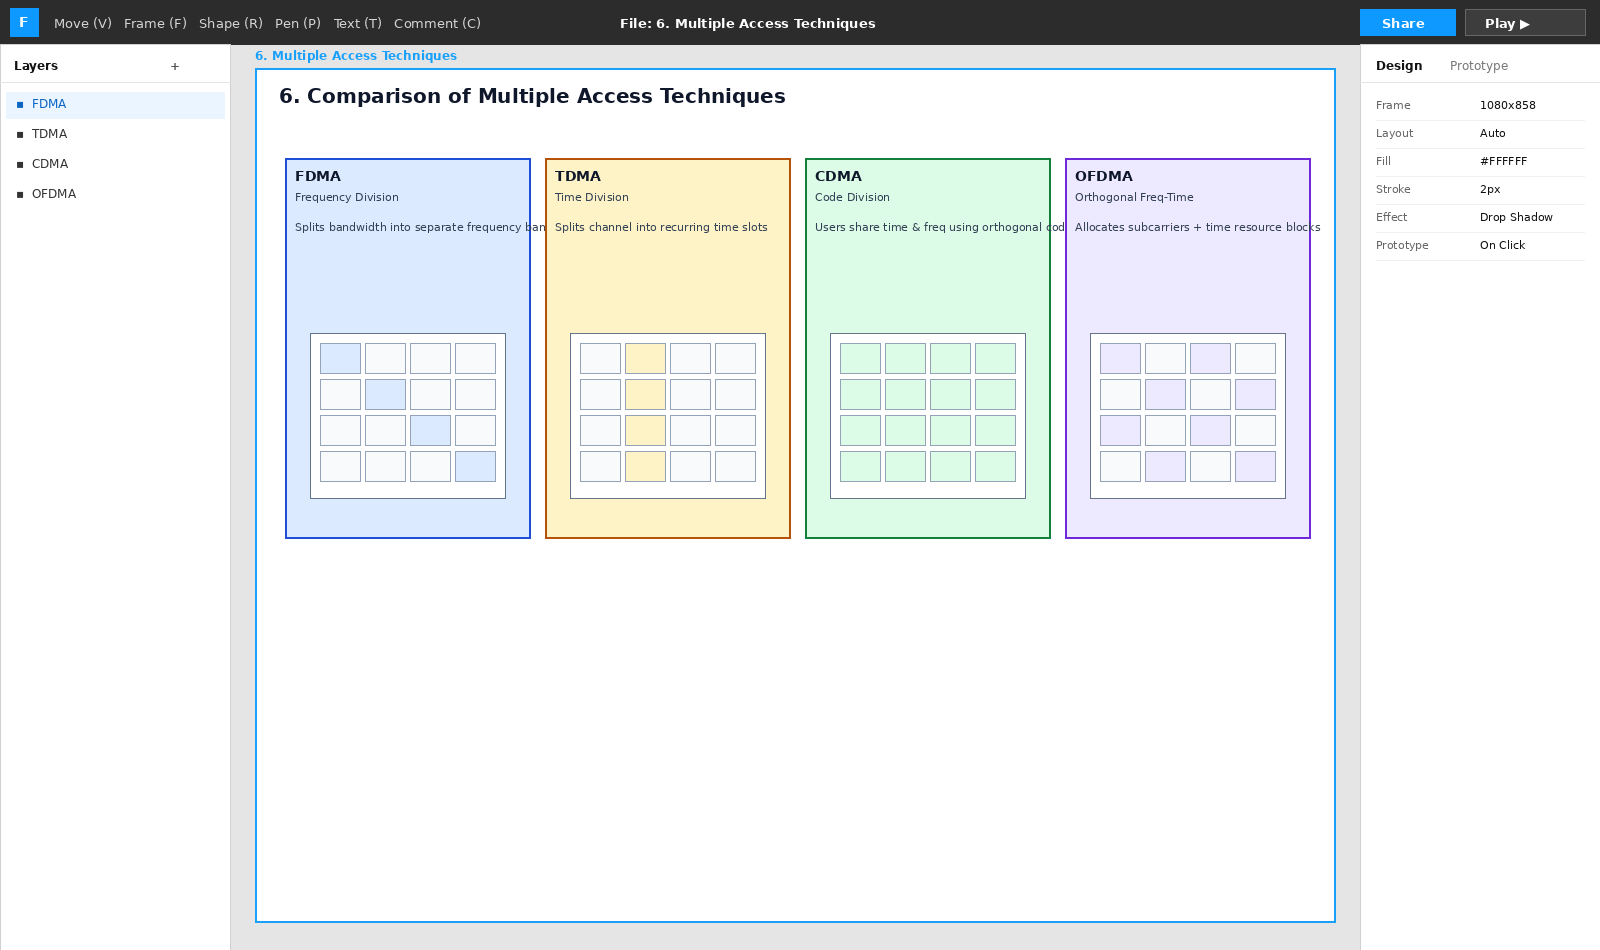 F Move (V) Frame (F) Shape (R) Pen (P) Text (T) Comment (C) File: 6. Multiple Access Techniques Share Play ▶
Layers +
FDMA
TDMA
CDMA
OFDMA
6. Multiple Access Techniques
6. Comparison of Multiple Access Techniques
FDMA
Frequency Division
Splits bandwidth into separate frequency ban
TDMA
Time Division
Splits channel into recurring time slots
CDMA
Code Division
Users share time & freq using orthogonal cod
OFDMA
Orthogonal Freq-Time
Allocates subcarriers + time resource blocks
Design Prototype
Frame 1080x858
Layout Auto
Fill #FFFFFF
Stroke 2px
Effect Drop Shadow
Prototype On Click